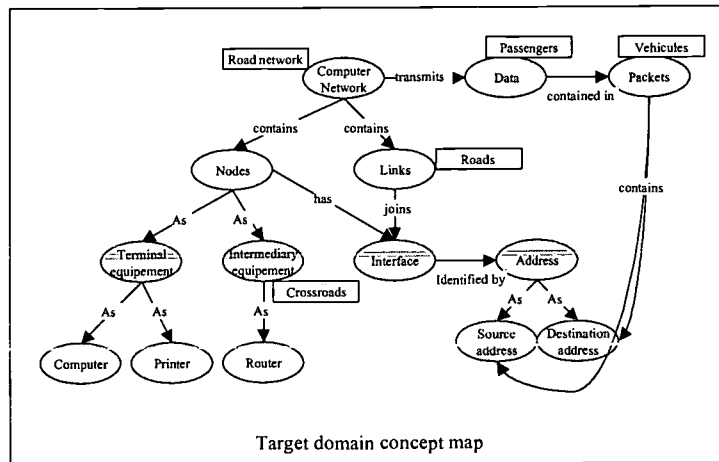 Passengers
Vehicules
Road network
Computer
Network
transmits
Data
contained in
Packets
contains
contains
contains
Nodes
Links
Roads
has
joins
As
As
Terminal
equipement
Intermediary
equipement
Interface
Identified by
Address
Crossroads
As
As
As
As
As
Computer
Printer
Router
Source
address
Destination
address
Target domain concept map